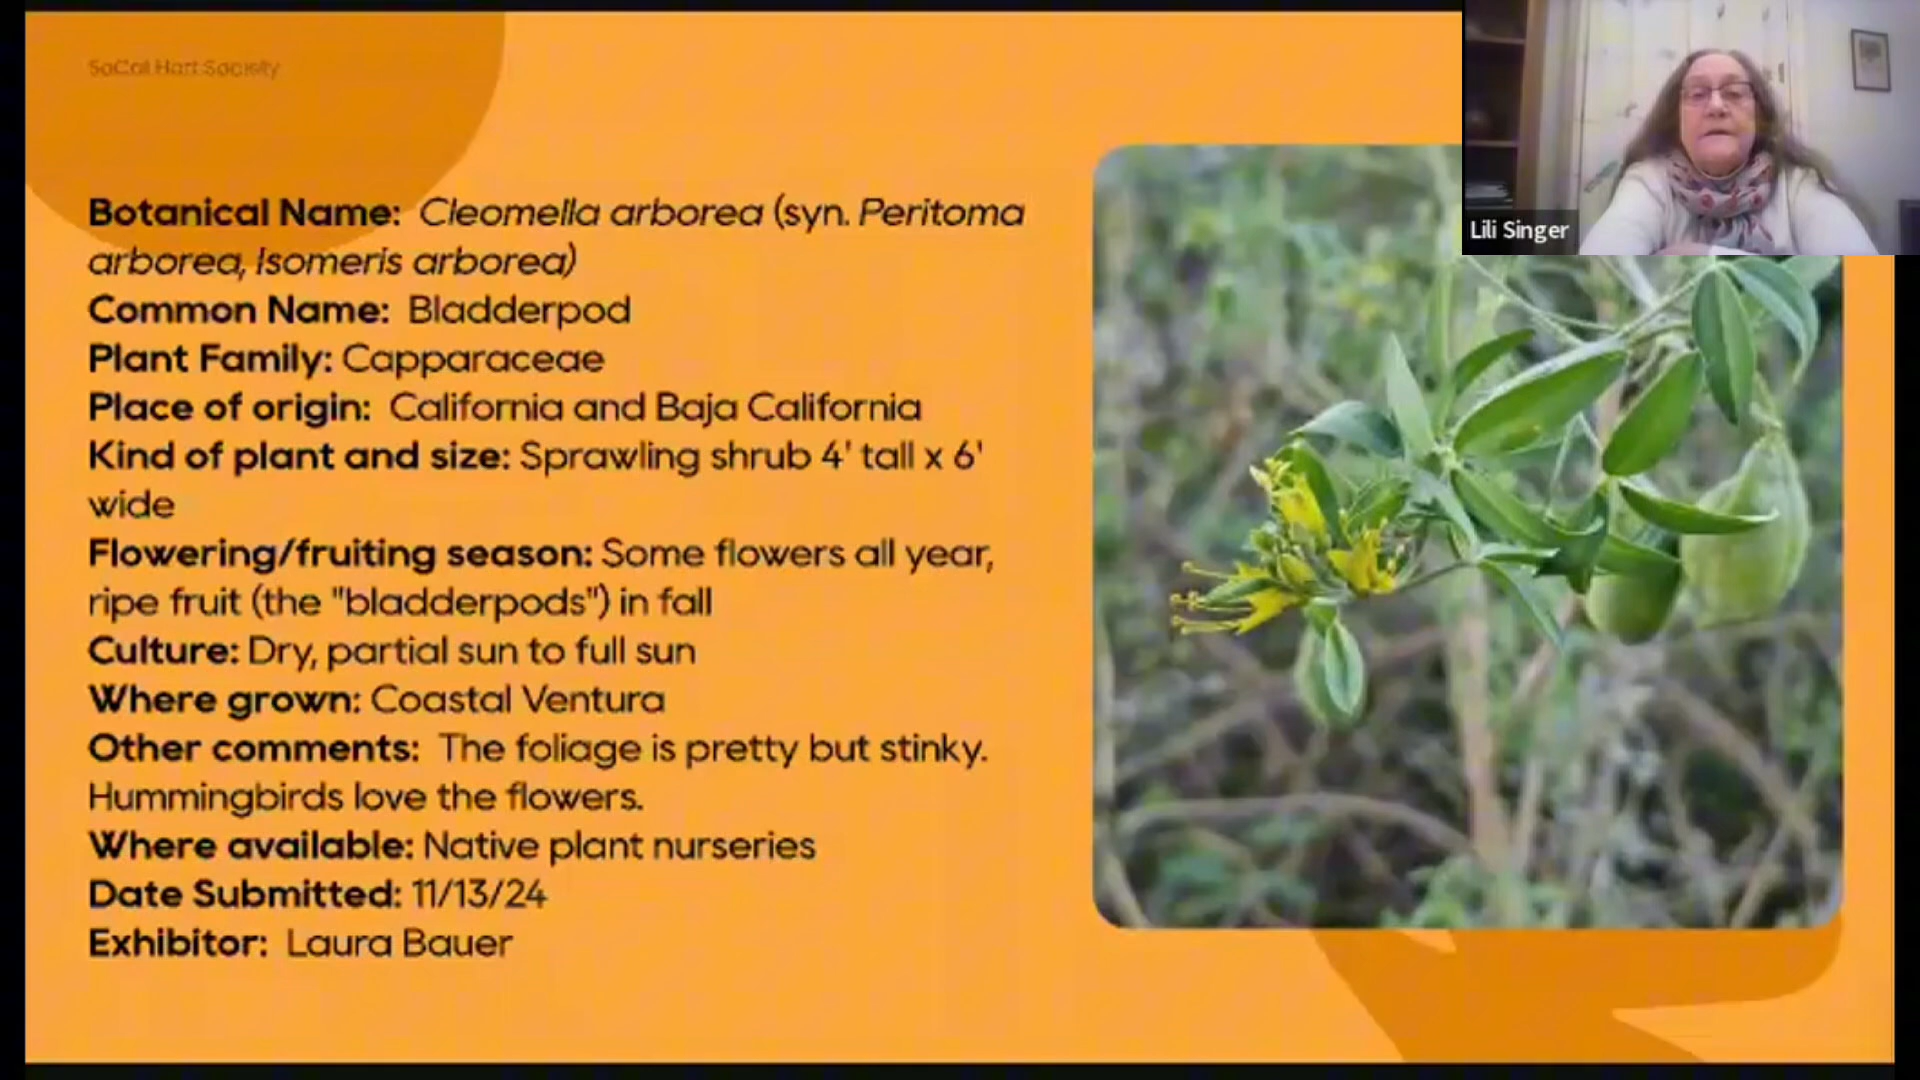 SoCal Hort Society
Lili Singer
Botanical Name: Cleomella arborea (syn. Peritoma
arborea, Isomeris arborea)
Common Name: Bladderpod
Plant Family: Capparaceae
Place of origin: California and Baja California
Kind of plant and size: Sprawling shrub 4' tall x 6'
wide
Flowering/fruiting season: Some flowers all year,
ripe fruit (the "bladderpods") in fall
Culture: Dry, partial sun to full sun
Where grown: Coastal Ventura
Other comments: The foliage is pretty but stinky.
Hummingbirds love the flowers.
Where available: Native plant nurseries
Date Submitted: 11/13/24
Exhibitor: Laura Bauer